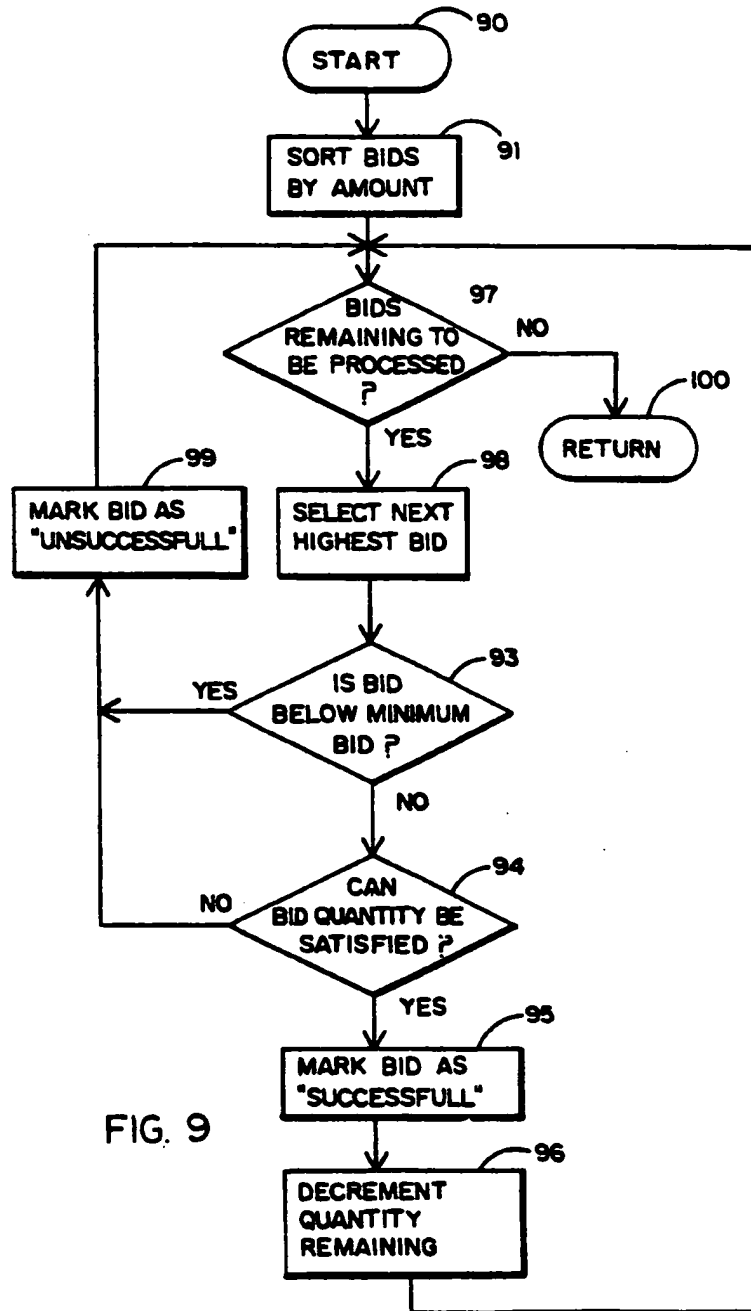 90
START
91
SORT BIDS
BY AMOUNT
97
BIDS
REMAINING TO
BE PROCESSED
?
NO
100
RETURN
YES
99
MARK BID AS
"UNSUCCESSFULL"
98
SELECT NEXT
HIGHEST BID
93
YES
IS BID
BELOW MINIMUM
BID ?
NO
94
NO
CAN
BID QUANTITY BE
SATISFIED ?
YES
95
MARK BID AS
"SUCCESSFULL"
FIG. 9
96
DECREMENT
QUANTITY
REMAINING